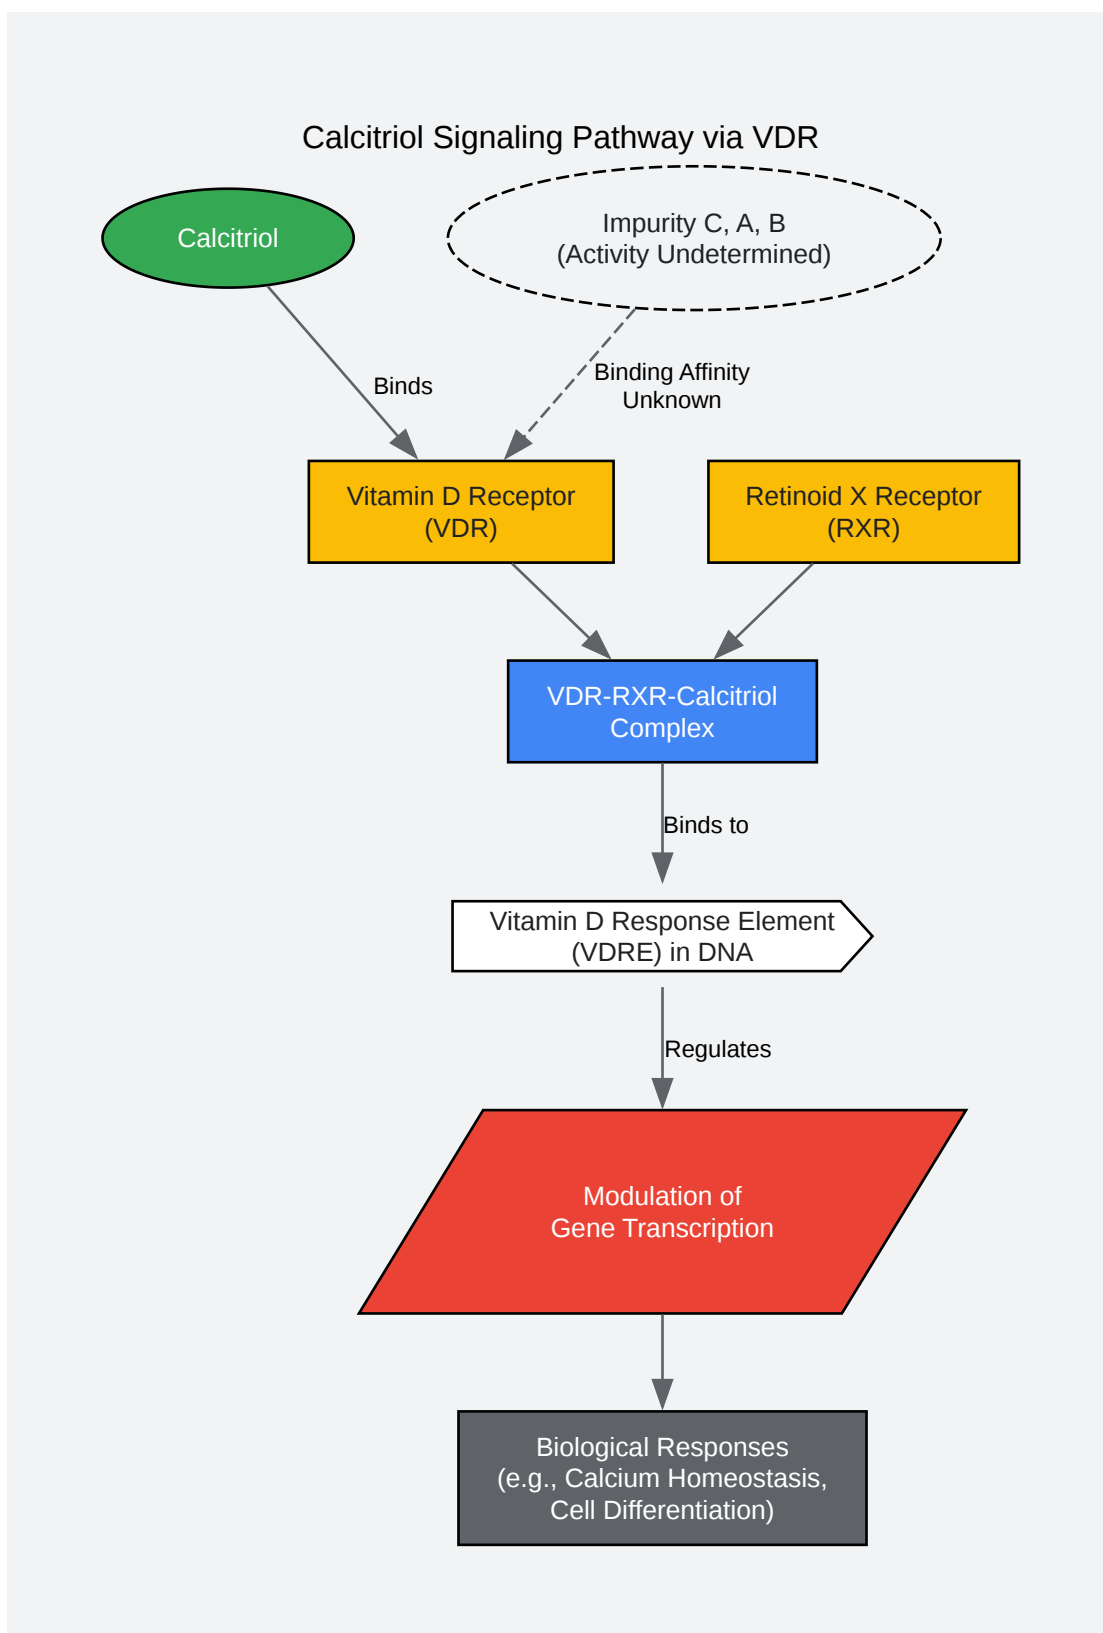 Calcitriol Signaling Pathway via VDR
Calcitriol
Impurity C, A, B
(Activity Undetermined)
Binds
Binding Affinity
Unknown
Vitamin D Receptor
(VDR)
Retinoid X Receptor
(RXR)
VDR-RXR-Calcitriol
Complex
Binds to
Vitamin D Response Element
(VDRE) in DNA
Regulates
Modulation of
Gene Transcription
Biological Responses
(e.g., Calcium Homeostasis,
Cell Differentiation)